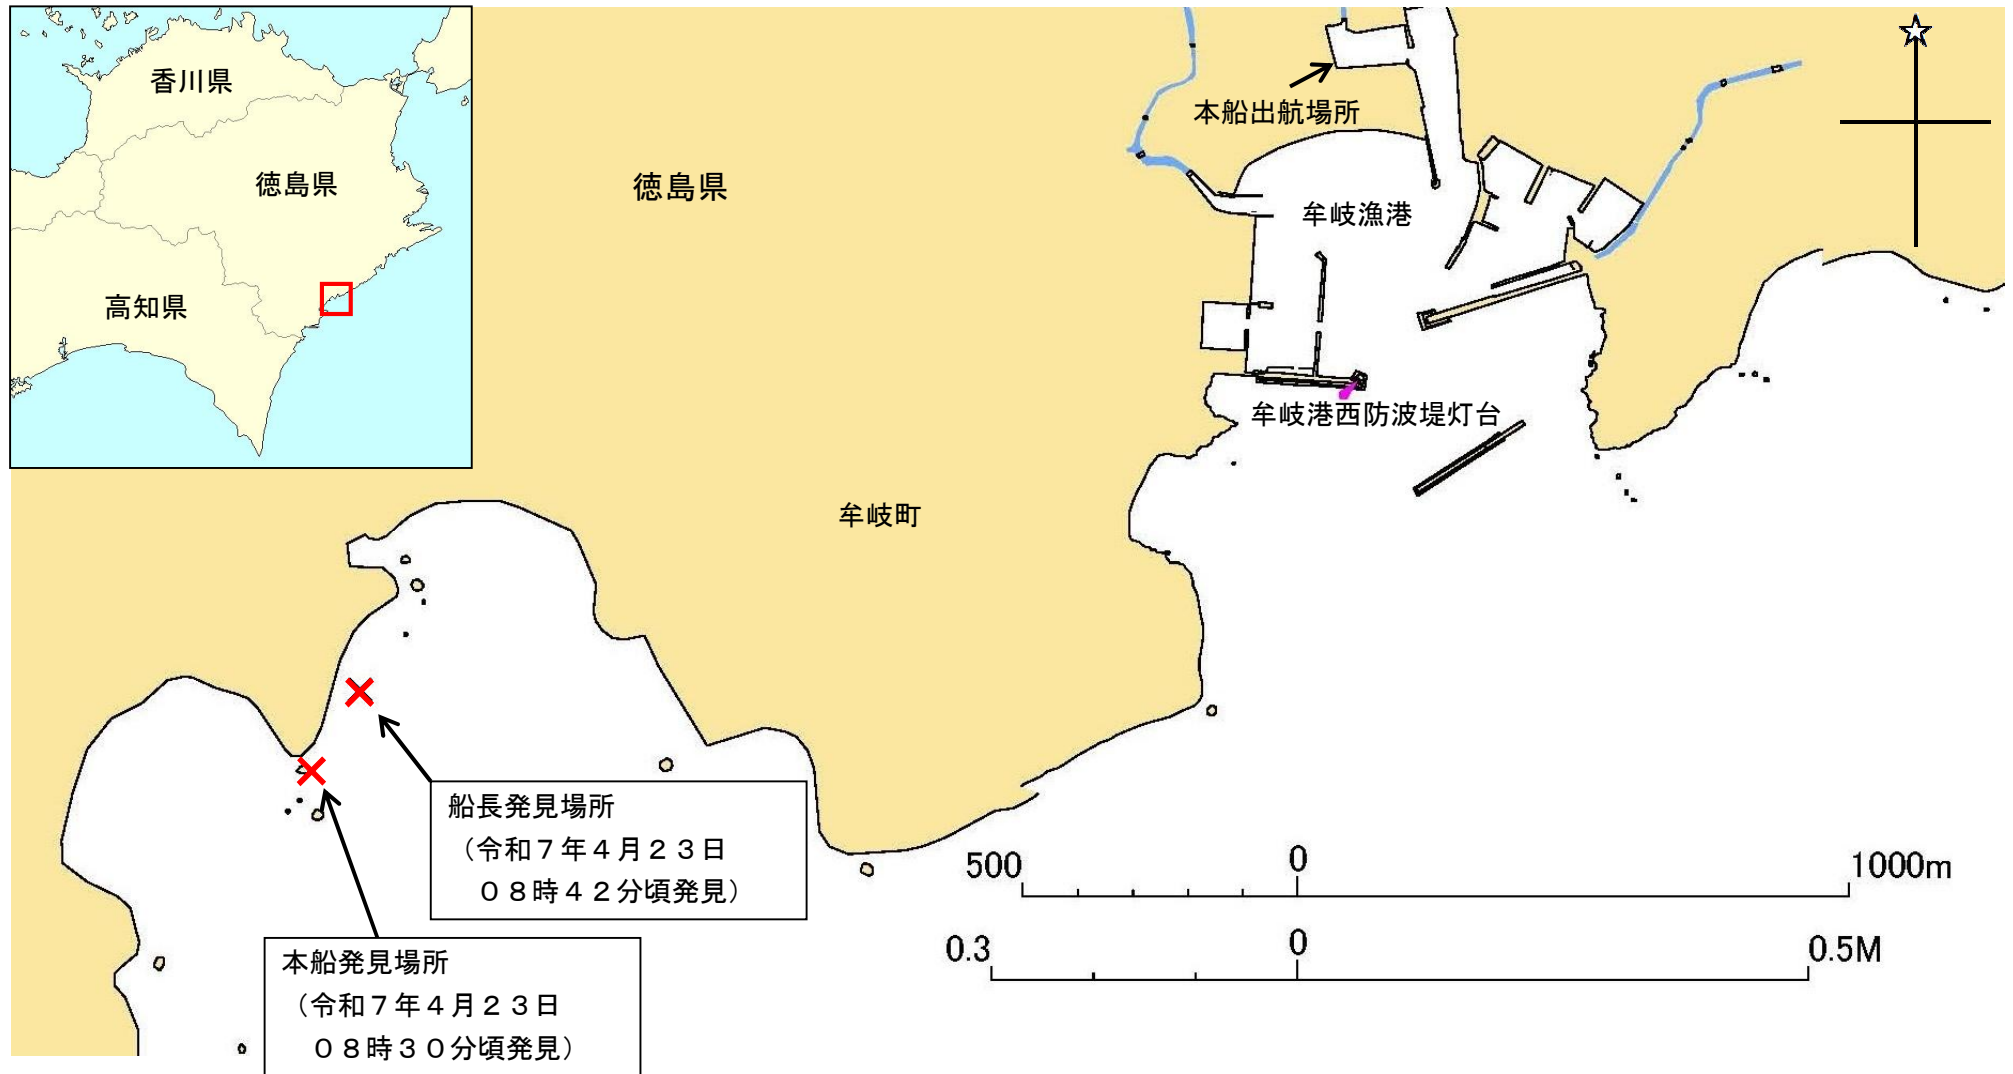 香川県
徳島県
高知県
徳島県
本船出航場所
牟岐漁港
牟岐港西防波堤灯台
牟岐町
船長発見場所
（令和７年４月２３日
０８時４２分頃発見）
本船発見場所
（令和７年４月２３日
０８時３０分頃発見）
500 0 1000m
0.3 0 0.5M